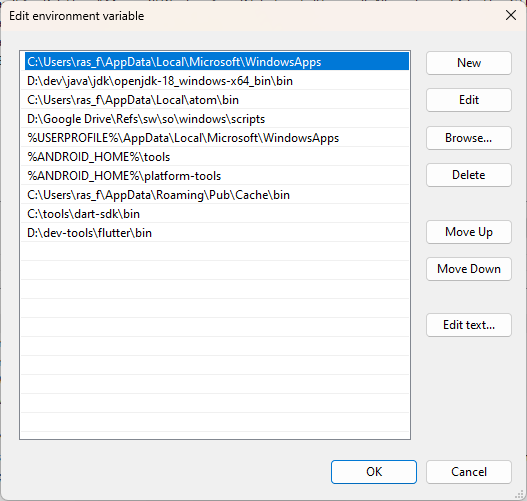 Edit environment variable
C:\Users\ras_f\AppData\Local\Microsoft\WindowsApps
D:\dev\java\jdk\openjdk-18_windows-x64_bin\bin
C:\Users\ras_f\AppData\Local\atom\bin
D:\Google Drive\Refs\sw\so\windows\scripts
%USERPROFILE%\AppData\Local\Microsoft\WindowsApps
%ANDROID_HOME%\tools
%ANDROID_HOME%\platform-tools
C:\Users\ras_f\AppData\Roaming\Pub\Cache\bin
C:\tools\dart-sdk\bin
D:\dev-tools\flutter\bin
New
Edit
Browse...
Delete
Move Up
Move Down
Edit text...
OK
Cancel